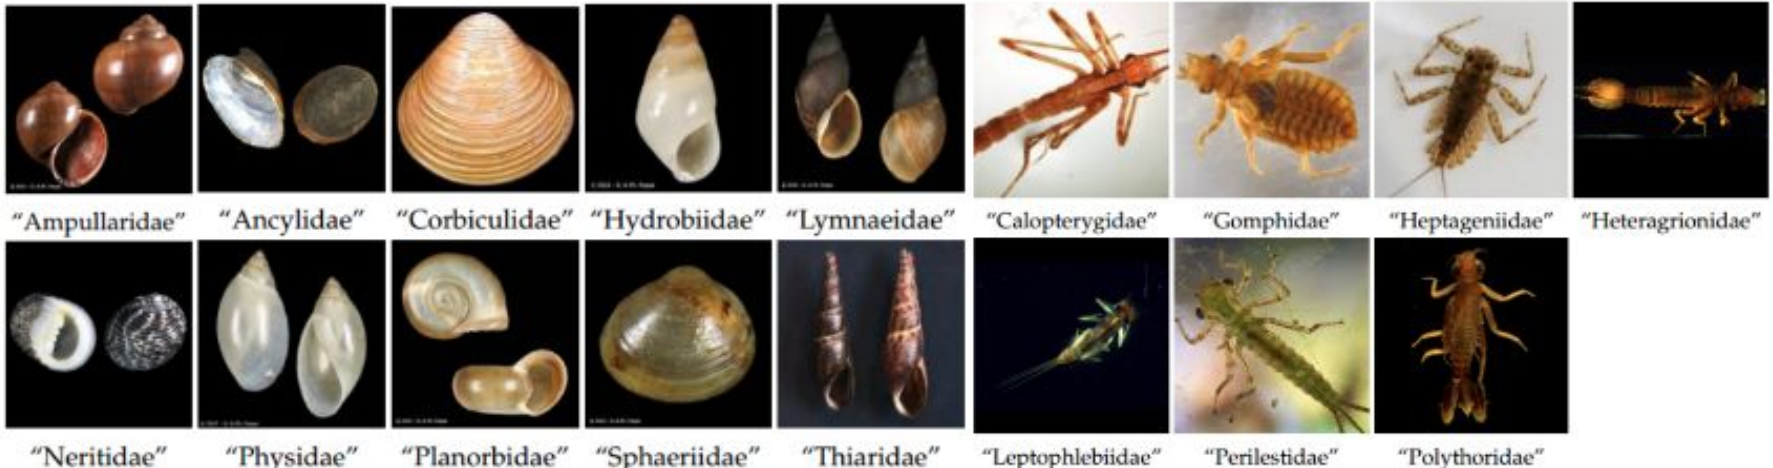 “Ampullaridae” “Ancylidae” “Corbiculidae” “Hydrobiidae” “Lymnaeidae” “Calopterygidae” “Gomphidae” “Heptageniidae” “Heteragrionidae”
“Neritidae” “Physidae” “Planorbidae” “Sphaeriidae” “Thiaridae” “Leptophlebiidae” “Perilestidae” “Polythoridae”